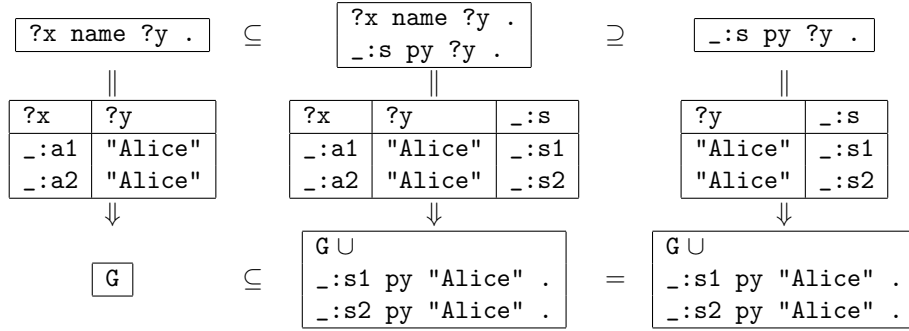 ?x name ?y . ⊆ ?x name ?y . ⊇ _:s py ?y .
_:s py ?y .
|| || ||
?x ?y ?x ?y _:s ?y _:s
_:a1 "Alice" _:a1 "Alice" _:s1 "Alice" _:s1
_:a2 "Alice" _:a2 "Alice" _:s2 "Alice" _:s2
⇓ ⇓ ⇓
G ∪ G ∪
G ⊆ _:s1 py "Alice" . = _:s1 py "Alice" .
_:s2 py "Alice" . _:s2 py "Alice" .